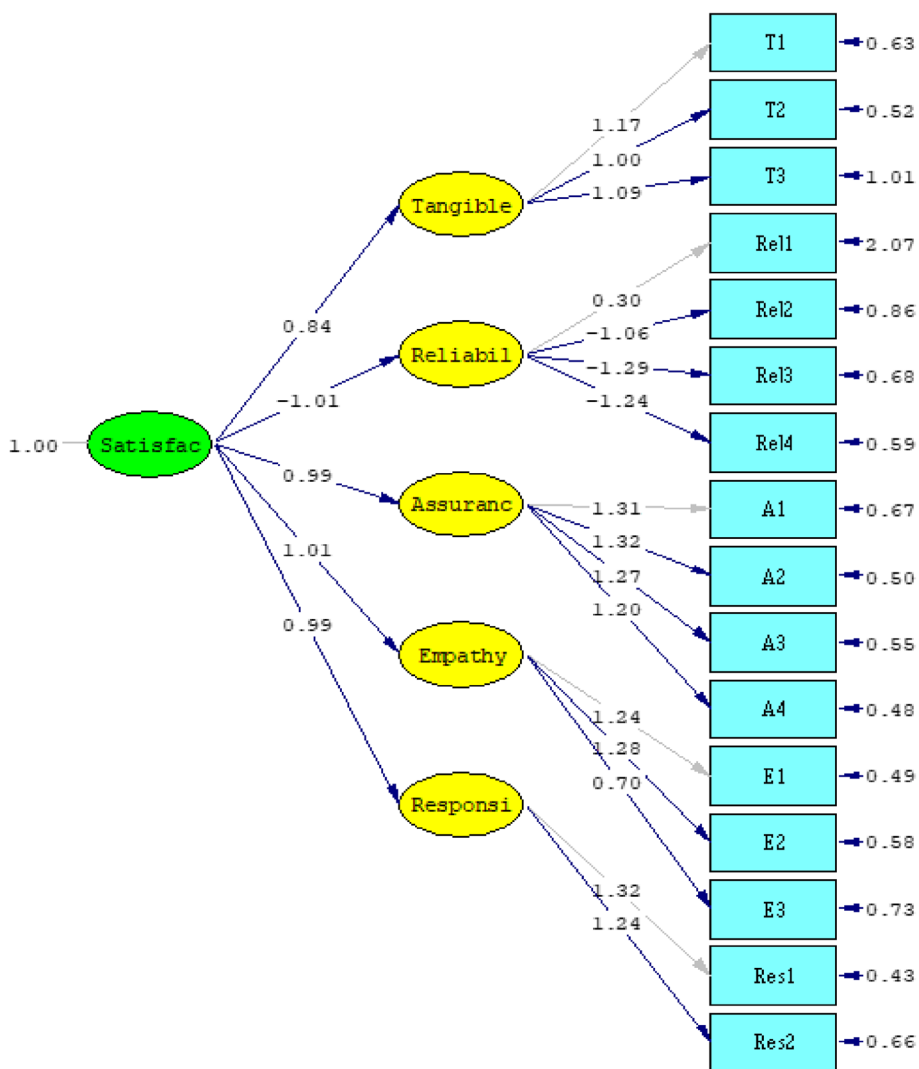 T1
0.63
T2
0.52
1.17
1.00
T3
1.01
1.09
Tangible
Rel1
2.07
0.30
Rel2
0.86
0.84
-1.06
Reliabil
-1.29
Rel3
0.68
-1.01
-1.24
1.00
Satisfac
Rel4
0.59
0.99
Assuranc
1.31
A1
0.67
1.32
1.01
1.27
A2
0.50
1.20
0.99
A3
0.55
Empathy
A4
0.48
1.24
1.28
E1
0.49
0.70
Responsi
E2
0.58
1.32
E3
0.73
1.24
Res1
0.43
Res2
0.66